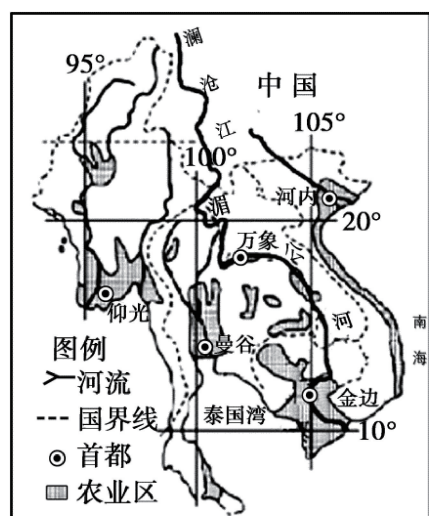 澜
沧
江
中国
95°
105°
100°
河内
湄
20°
万象
公
河
仰光
曼谷
南
海
图例
河流
国界线
泰国湾
金边
10°
首都
农业区